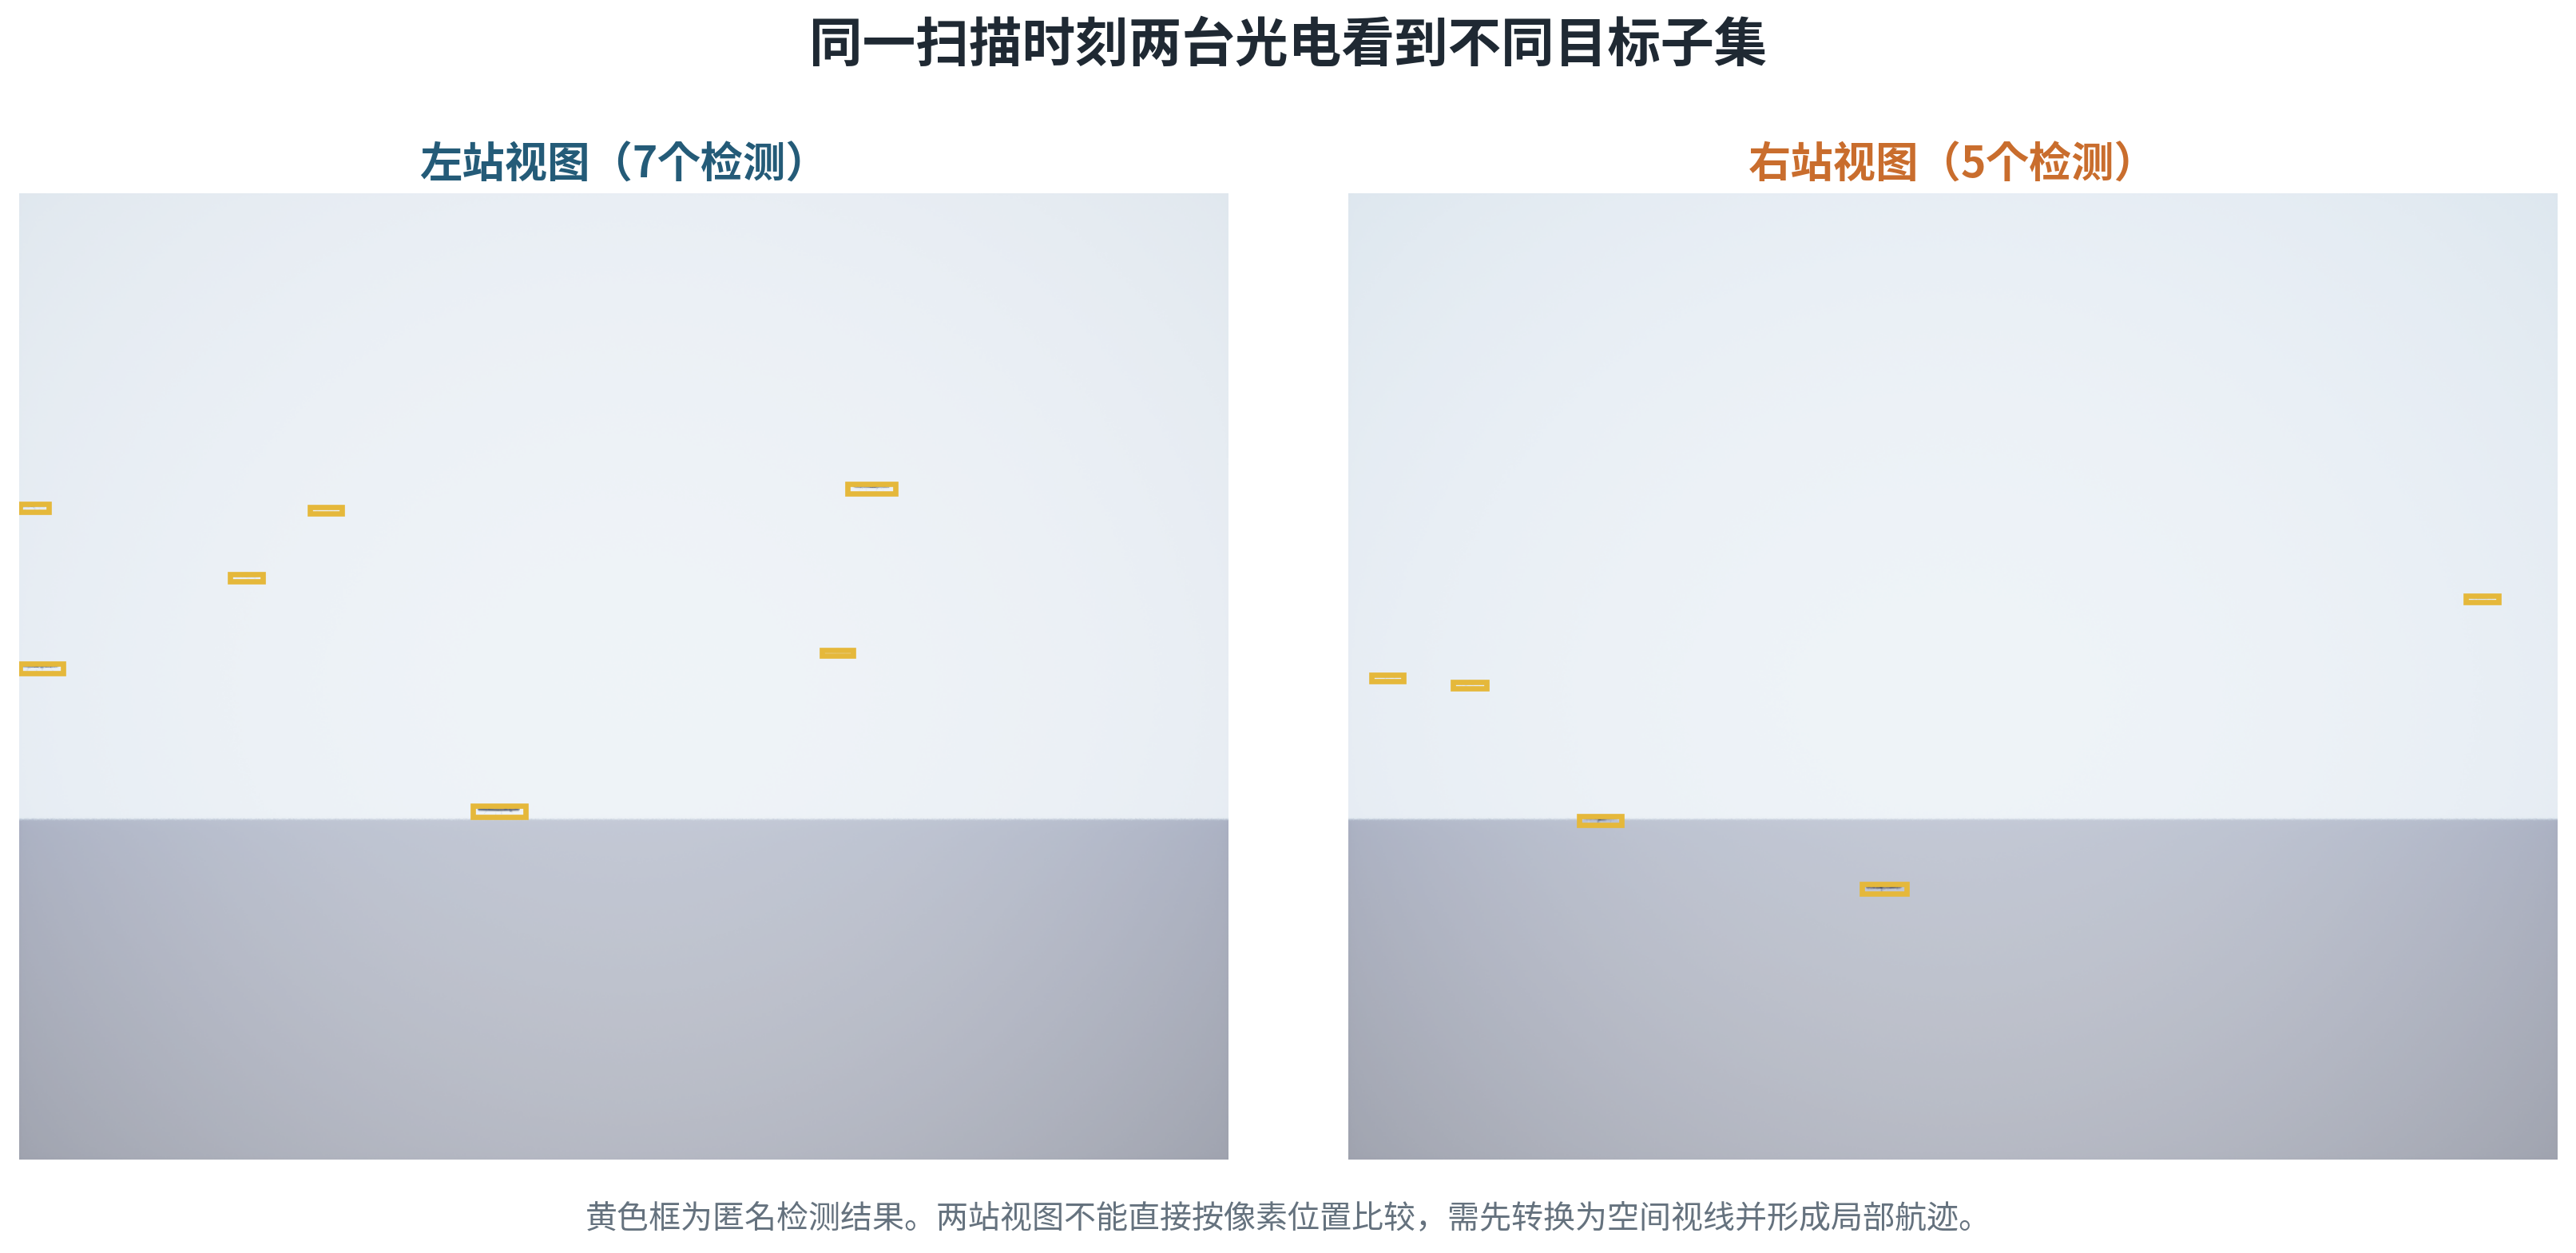 同一扫描时刻两台光电看到不同目标子集
左站视图（7个检测）
右站视图（5个检测）
黄色框为匿名检测结果。两站视图不能直接按像素位置比较，需先转换为空间视线并形成局部航迹。